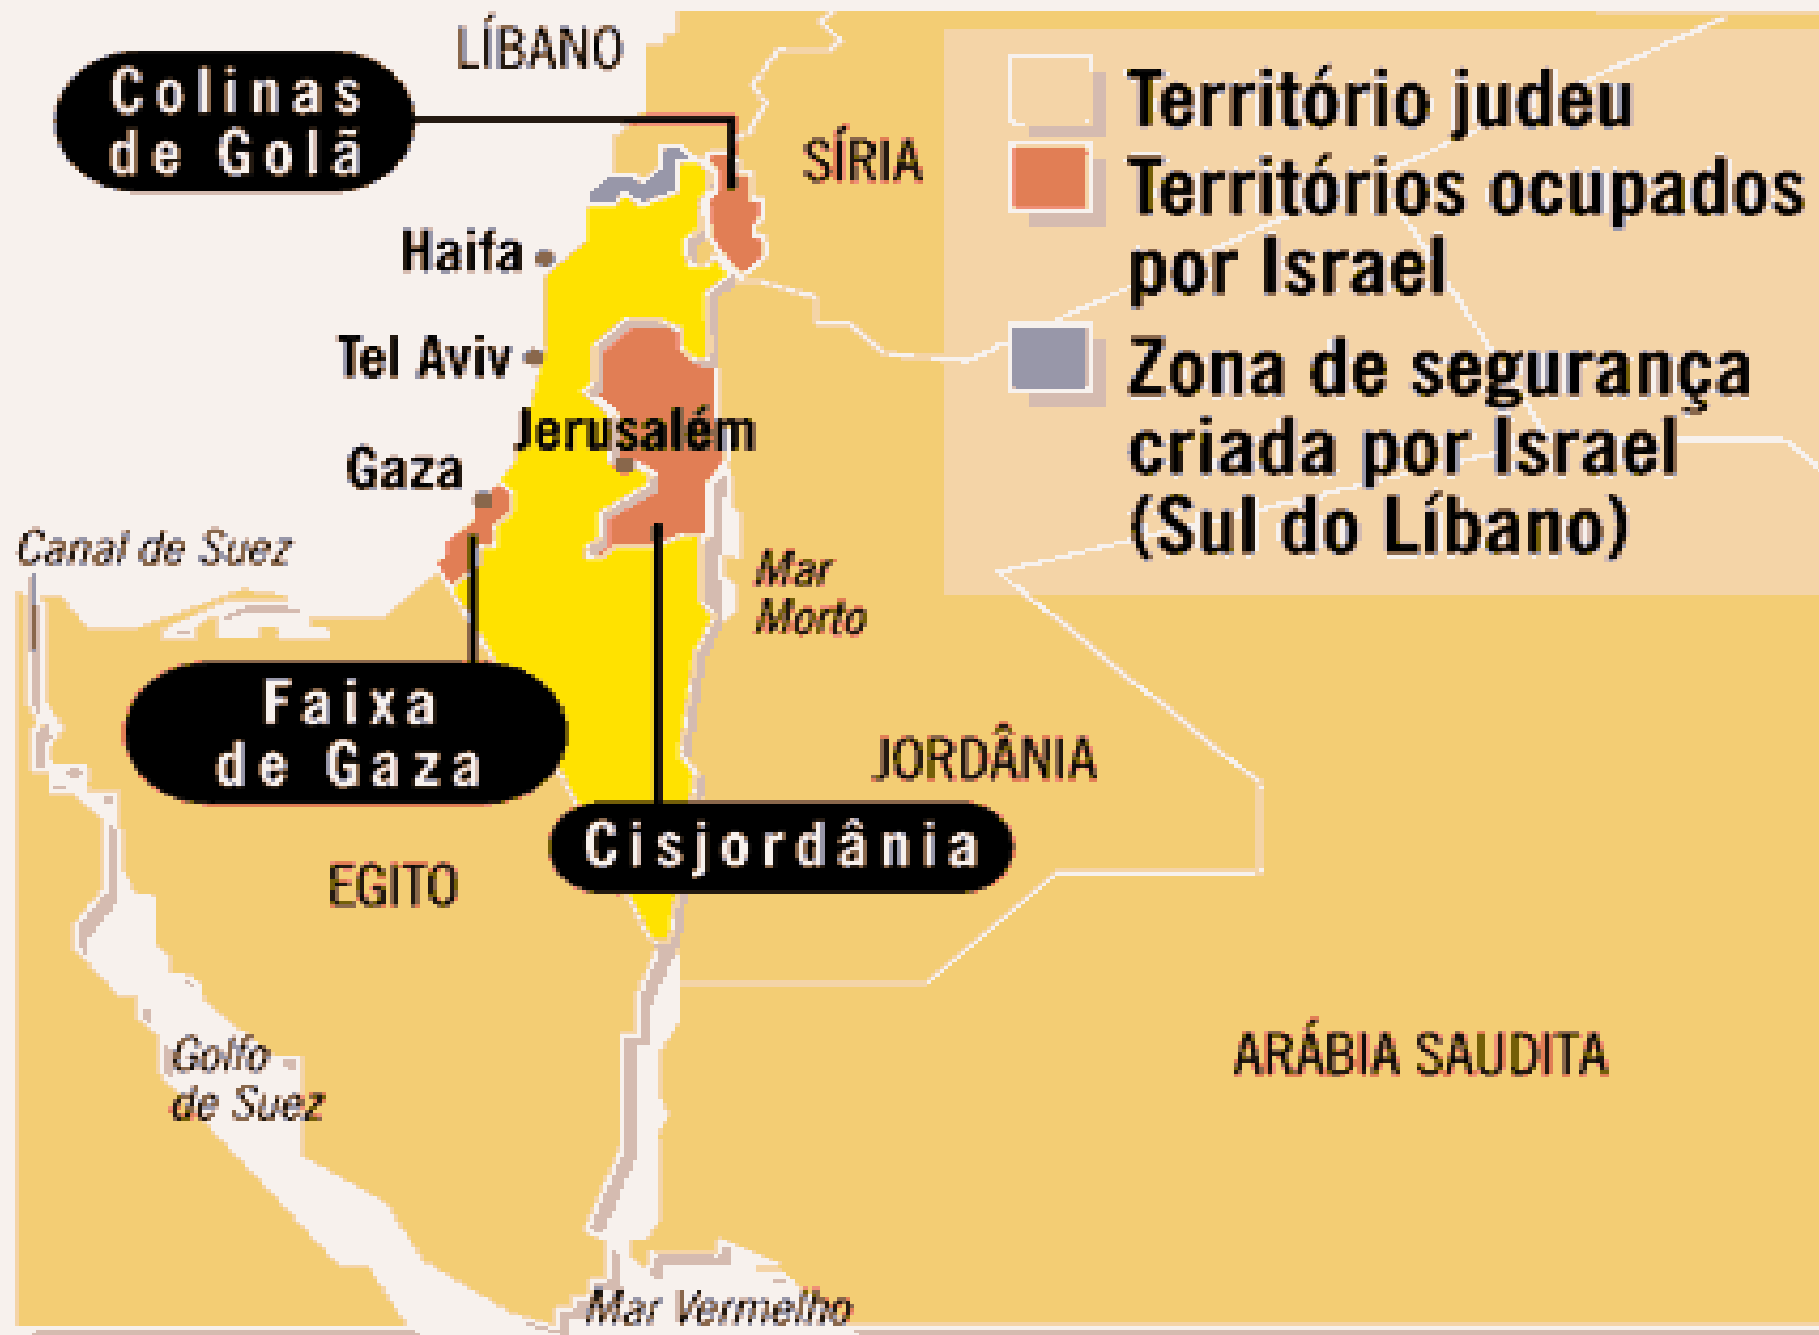 LÍBANO
Colinas
de Golã
SÍRIA
Haifa
Tel Aviv
Jerusalém
Gaza
Canal de Suez
Mar
Morto
Faixa
de Gaza
JORDÂNIA
Cisjordânia
EGITO
Golfo
de Suez
ARÁBIA SAUDITA
Mar Vermelho
Território judeu
Territórios ocupados
por Israel
Zona de segurança
criada por Israel
(Sul do Líbano)